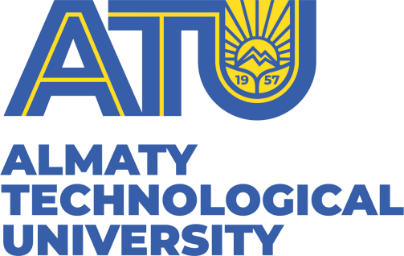 ATU
19 57
ALMATY
TECHNOLOGICAL
UNIVERSITY